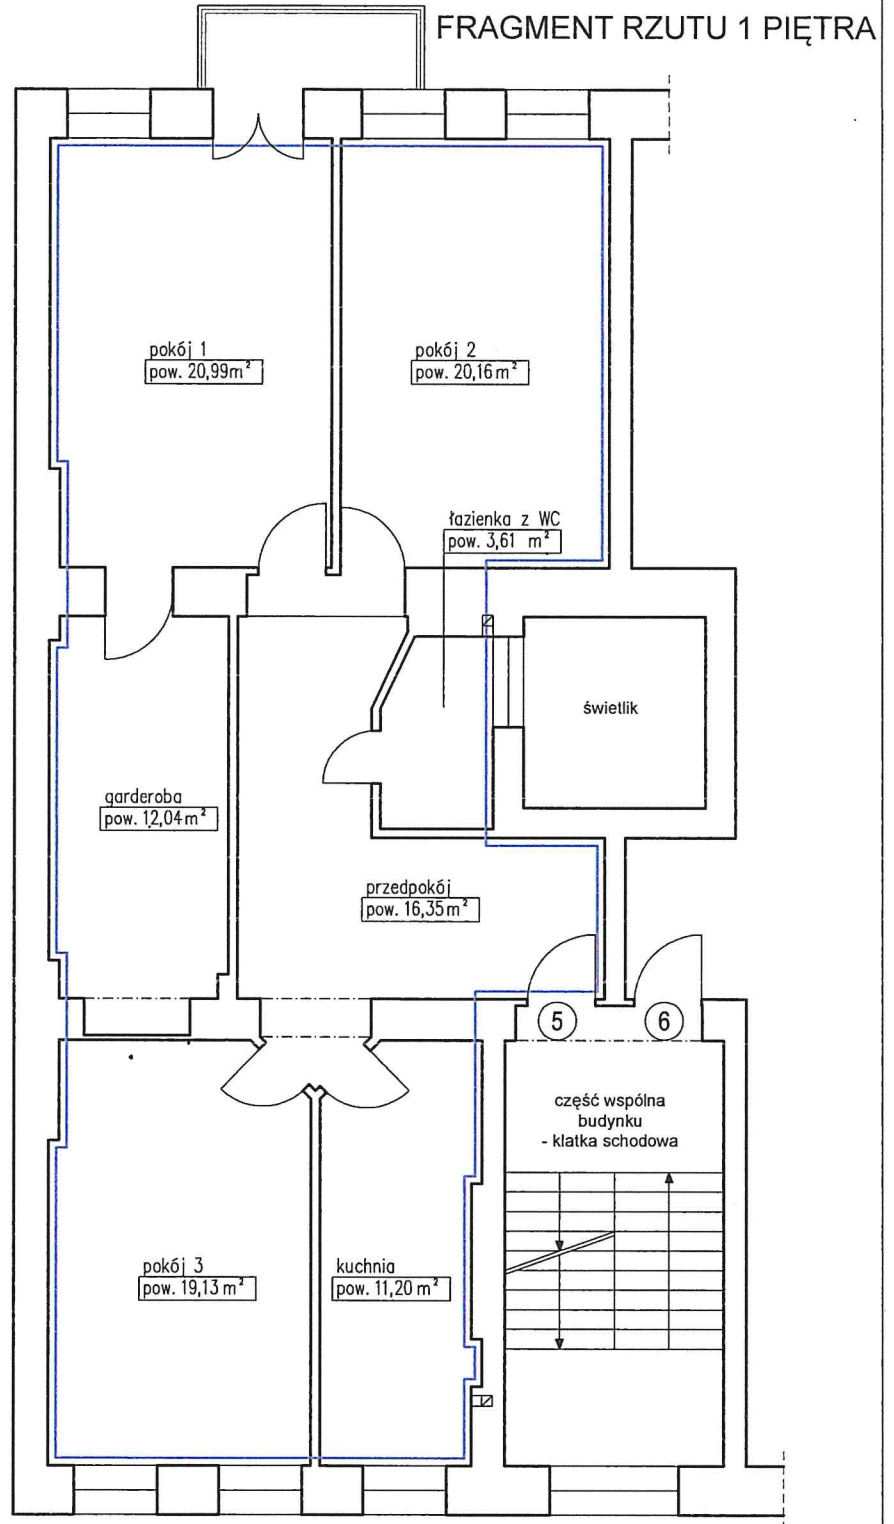 FRAGMENT RZUTU 1 PIĘTRA
pokój 1
pow. 20,99m²
pokój 2
pow. 20,16m²
łazienka z WC
pow. 3,61 m²
świetlik
garderoba
pow. 12,04m²
przedpokój
pow. 16,35m²
5
6
część wspólna
budynku
- klatka schodowa
pokój 3
pow. 19,13m²
kuchnia
pow. 11,20m²